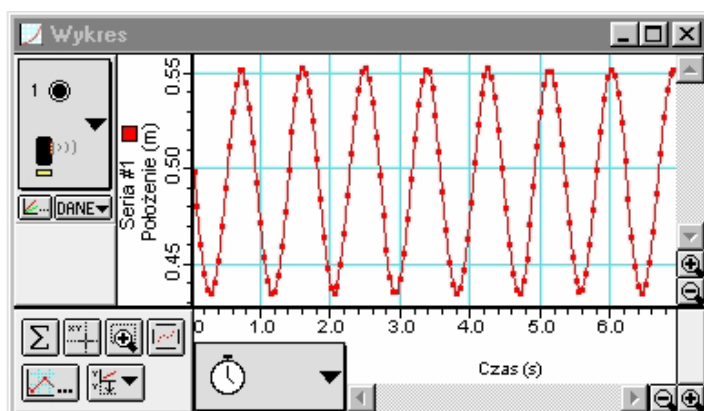 Wykres
1
DANE
Seria #1
Położenie (m)
0.55
0.50
0.45
0 1.0 2.0 3.0 4.0 5.0 6.0
Czas (s)
Σ
XY
...